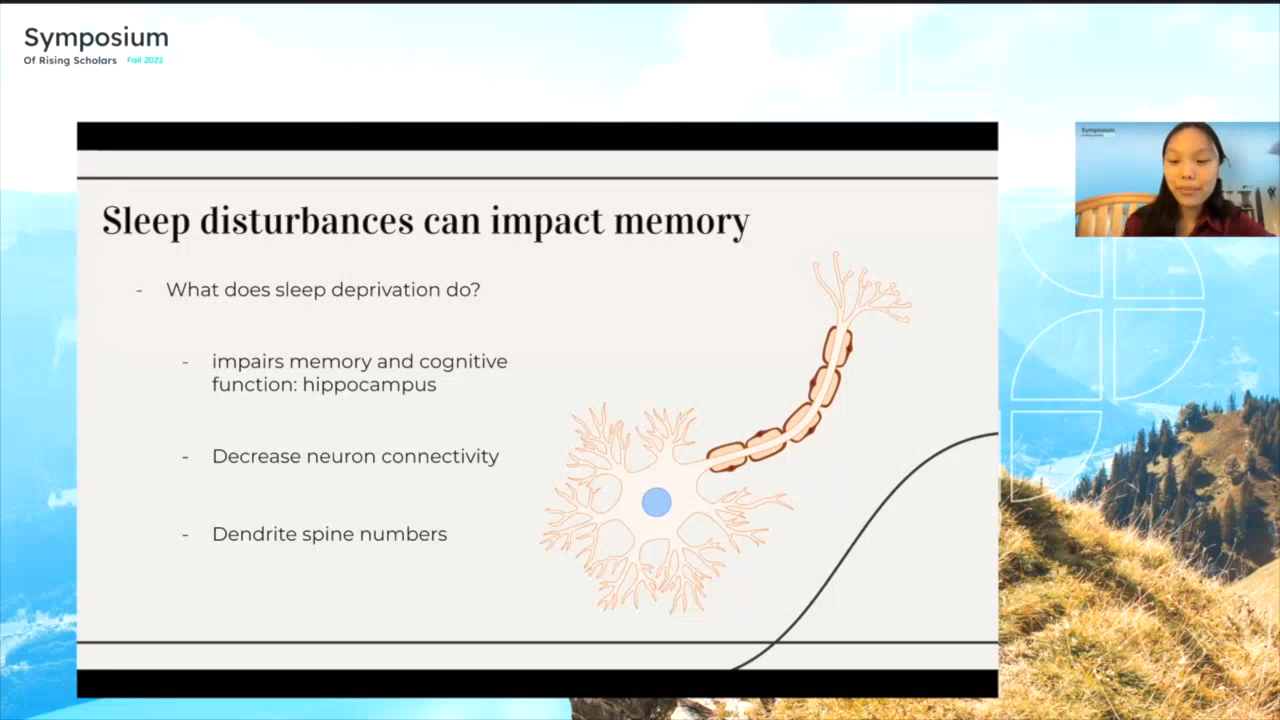 Symposium
Of Rising Scholars Fall 2022
Symposium
Sleep disturbances can impact memory
- What does sleep deprivation do?
- impairs memory and cognitive
function: hippocampus
- Decrease neuron connectivity
- Dendrite spine numbers